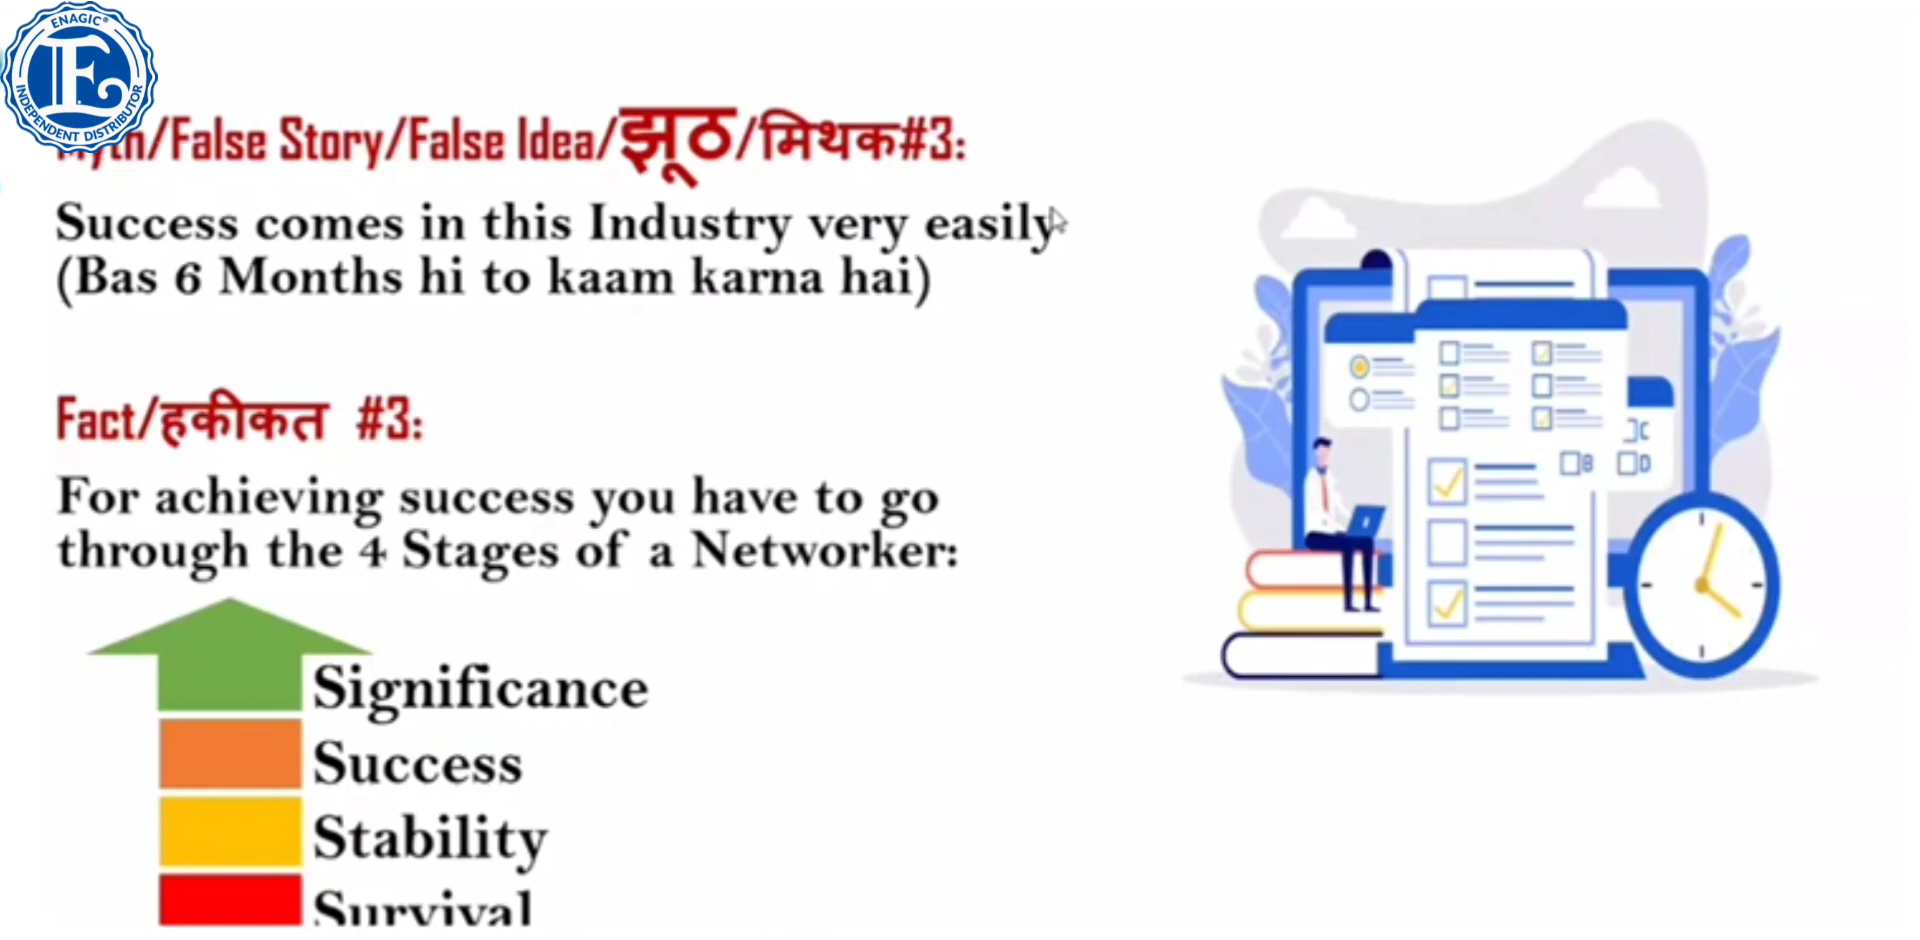 ENAGIC®
E
INDEPENDENT DISTRIBUTOR
Myth/False Story/False Idea/झूठ/मिथक#3:
Success comes in this Industry very easily
(Bas 6 Months hi to kaam karna hai)
Fact/हकीकत #3:
For achieving success you have to go
through the 4 Stages of a Networker:
Significance
Success
Stability
Survival
C
B
D